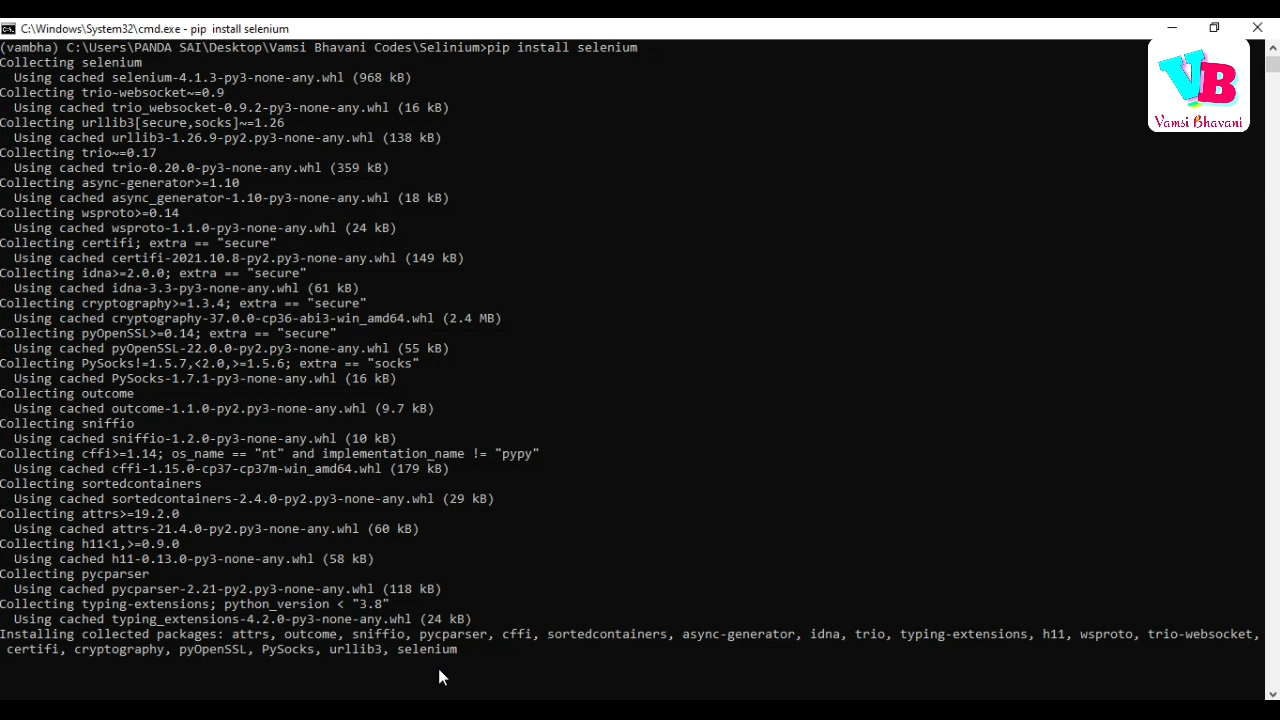 C:\Windows\System32\cmd.exe - pip  install selenium
(vambha) C:\Users\PANDA SAI\Desktop\Vamsi Bhavani Codes\Selinium>pip install selenium
Collecting selenium
  Using cached selenium-4.1.3-py3-none-any.whl (968 kB)
Collecting trio-websocket~=0.9
  Using cached trio_websocket-0.9.2-py3-none-any.whl (16 kB)
Collecting urllib3[secure,socks]~=1.26
  Using cached urllib3-1.26.9-py2.py3-none-any.whl (138 kB)
Collecting trio~=0.17
  Using cached trio-0.20.0-py3-none-any.whl (359 kB)
Collecting async-generator>=1.10
  Using cached async_generator-1.10-py3-none-any.whl (18 kB)
Collecting wsproto>=0.14
  Using cached wsproto-1.1.0-py3-none-any.whl (24 kB)
Collecting certifi; extra == "secure"
  Using cached certifi-2021.10.8-py2.py3-none-any.whl (149 kB)
Collecting idna>=2.0.0; extra == "secure"
  Using cached idna-3.3-py3-none-any.whl (61 kB)
Collecting cryptography>=1.3.4; extra == "secure"
  Using cached cryptography-37.0.0-cp36-abi3-win_amd64.whl (2.4 MB)
Collecting pyOpenSSL>=0.14; extra == "secure"
  Using cached pyOpenSSL-22.0.0-py2.py3-none-any.whl (55 kB)
Collecting PySocks!=1.5.7,<2.0,>=1.5.6; extra == "socks"
  Using cached PySocks-1.7.1-py3-none-any.whl (16 kB)
Collecting outcome
  Using cached outcome-1.1.0-py2.py3-none-any.whl (9.7 kB)
Collecting sniffio
  Using cached sniffio-1.2.0-py3-none-any.whl (10 kB)
Collecting cffi>=1.14; os_name == "nt" and implementation_name != "pypy"
  Using cached cffi-1.15.0-cp37-cp37m-win_amd64.whl (179 kB)
Collecting sortedcontainers
  Using cached sortedcontainers-2.4.0-py2.py3-none-any.whl (29 kB)
Collecting attrs>=19.2.0
  Using cached attrs-21.4.0-py2.py3-none-any.whl (60 kB)
Collecting h11<1,>=0.9.0
  Using cached h11-0.13.0-py3-none-any.whl (58 kB)
Collecting pycparser
  Using cached pycparser-2.21-py2.py3-none-any.whl (118 kB)
Collecting typing-extensions; python_version < "3.8"
  Using cached typing_extensions-4.2.0-py3-none-any.whl (24 kB)
Installing collected packages: attrs, outcome, sniffio, pycparser, cffi, sortedcontainers, async-generator, idna, trio, typing-extensions, h11, wsproto, trio-websocket,
 certifi, cryptography, pyOpenSSL, PySocks, urllib3, selenium
VB
Vamsi Bhavani